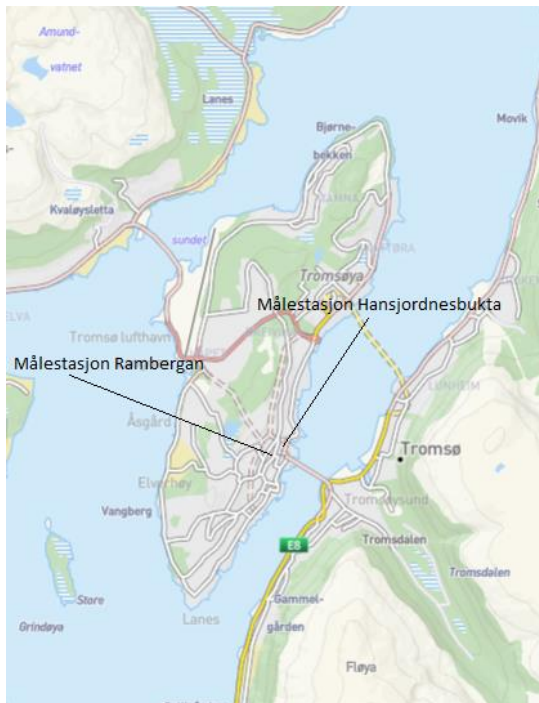 Amund-
vatnet
Lanes
Bjørne-
bekken
Movik
Kvaløysletta
sundet
Tromsøya
Målestasjon Hansjordnesbukta
Tromsø lufthavn
Målestasjon Rambergan
LUNHEIM
Åsgård
Tromsø
Elverhøy
Vangberg
Tromsøysund
E8
Tromsdalen
Tromsdalen
Store
Grindøya
Gammel-
gården
Lanes
Fløya